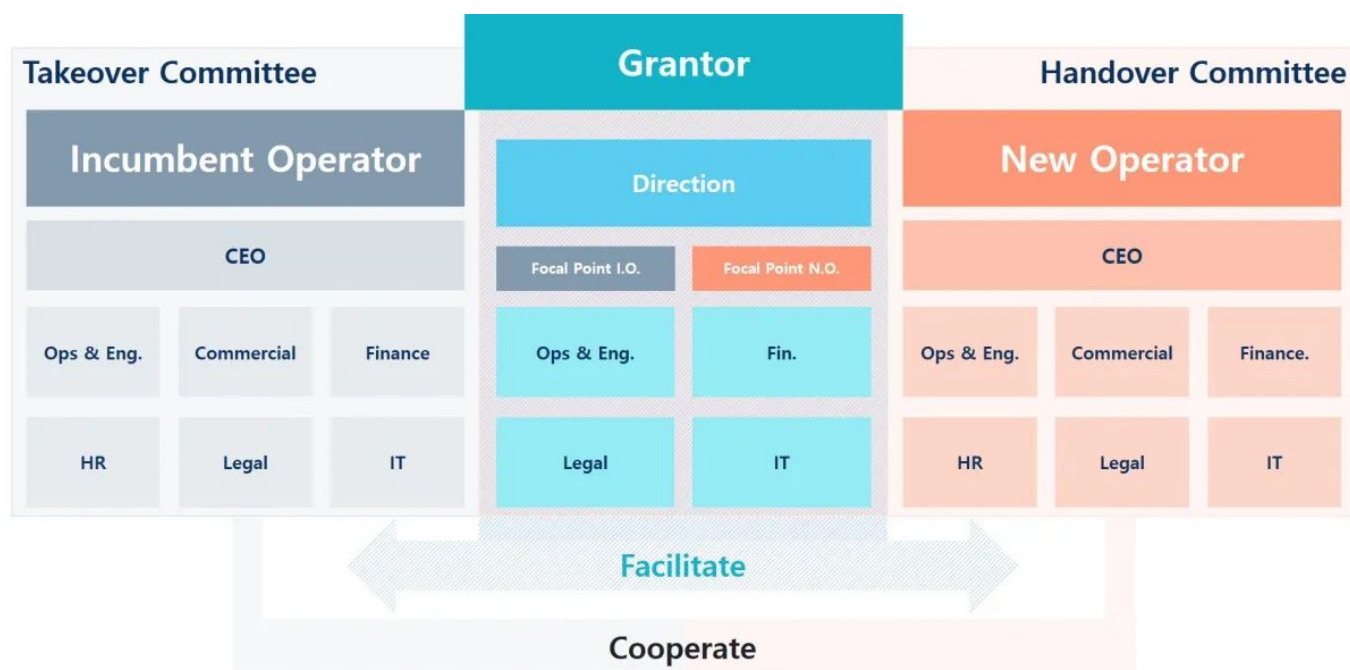 Grantor
Takeover Committee
Handover Committee
Incumbent Operator
Direction
New Operator
CEO
Focal Point I.O.
Focal Point N.O.
CEO
Ops & Eng.
Commercial
Finance
Ops & Eng.
Fin.
Ops & Eng.
Commercial
Finance.
HR
Legal
IT
Legal
IT
HR
Legal
IT
Facilitate
Cooperate